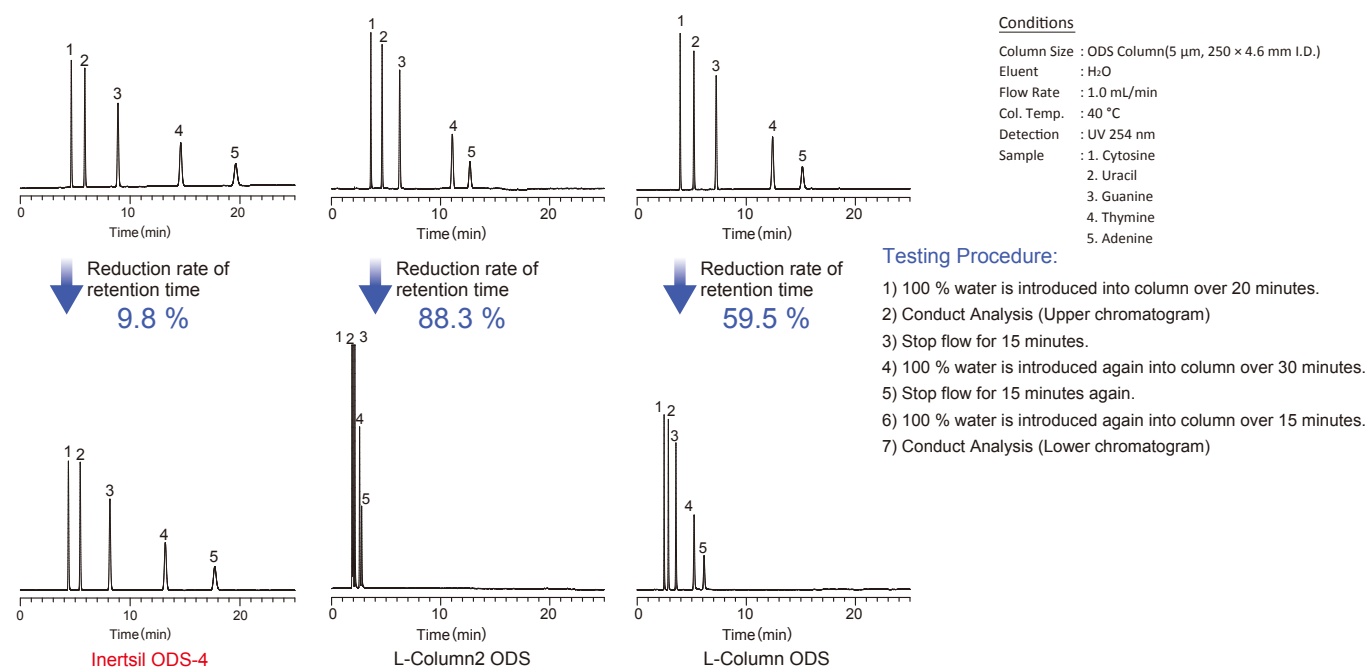 1
2
3
4
5
0
10
20
Time (min)
1
2
3
4
5
0
10
20
Time (min)
1
2
3
4
5
0
10
20
Time (min)
Conditions
Column Size : ODS Column(5 μm, 250 × 4.6 mm I.D.)
Eluent : H₂O
Flow Rate : 1.0 mL/min
Col. Temp. : 40 °C
Detection : UV 254 nm
Sample : 1. Cytosine
2. Uracil
3. Guanine
4. Thymine
5. Adenine
Reduction rate of
retention time
9.8 %
Reduction rate of
retention time
88.3 %
Reduction rate of
retention time
59.5 %
Testing Procedure:
1) 100 % water is introduced into column over 20 minutes.
2) Conduct Analysis (Upper chromatogram)
3) Stop flow for 15 minutes.
4) 100 % water is introduced again into column over 30 minutes.
5) Stop flow for 15 minutes again.
6) 100 % water is introduced again into column over 15 minutes.
7) Conduct Analysis (Lower chromatogram)
1
2
3
4
5
0
10
20
Time (min)
Inertsil ODS-4
1
2
3
4
5
0
10
20
Time (min)
L-Column2 ODS
1
2
3
4
5
0
10
20
Time (min)
L-Column ODS